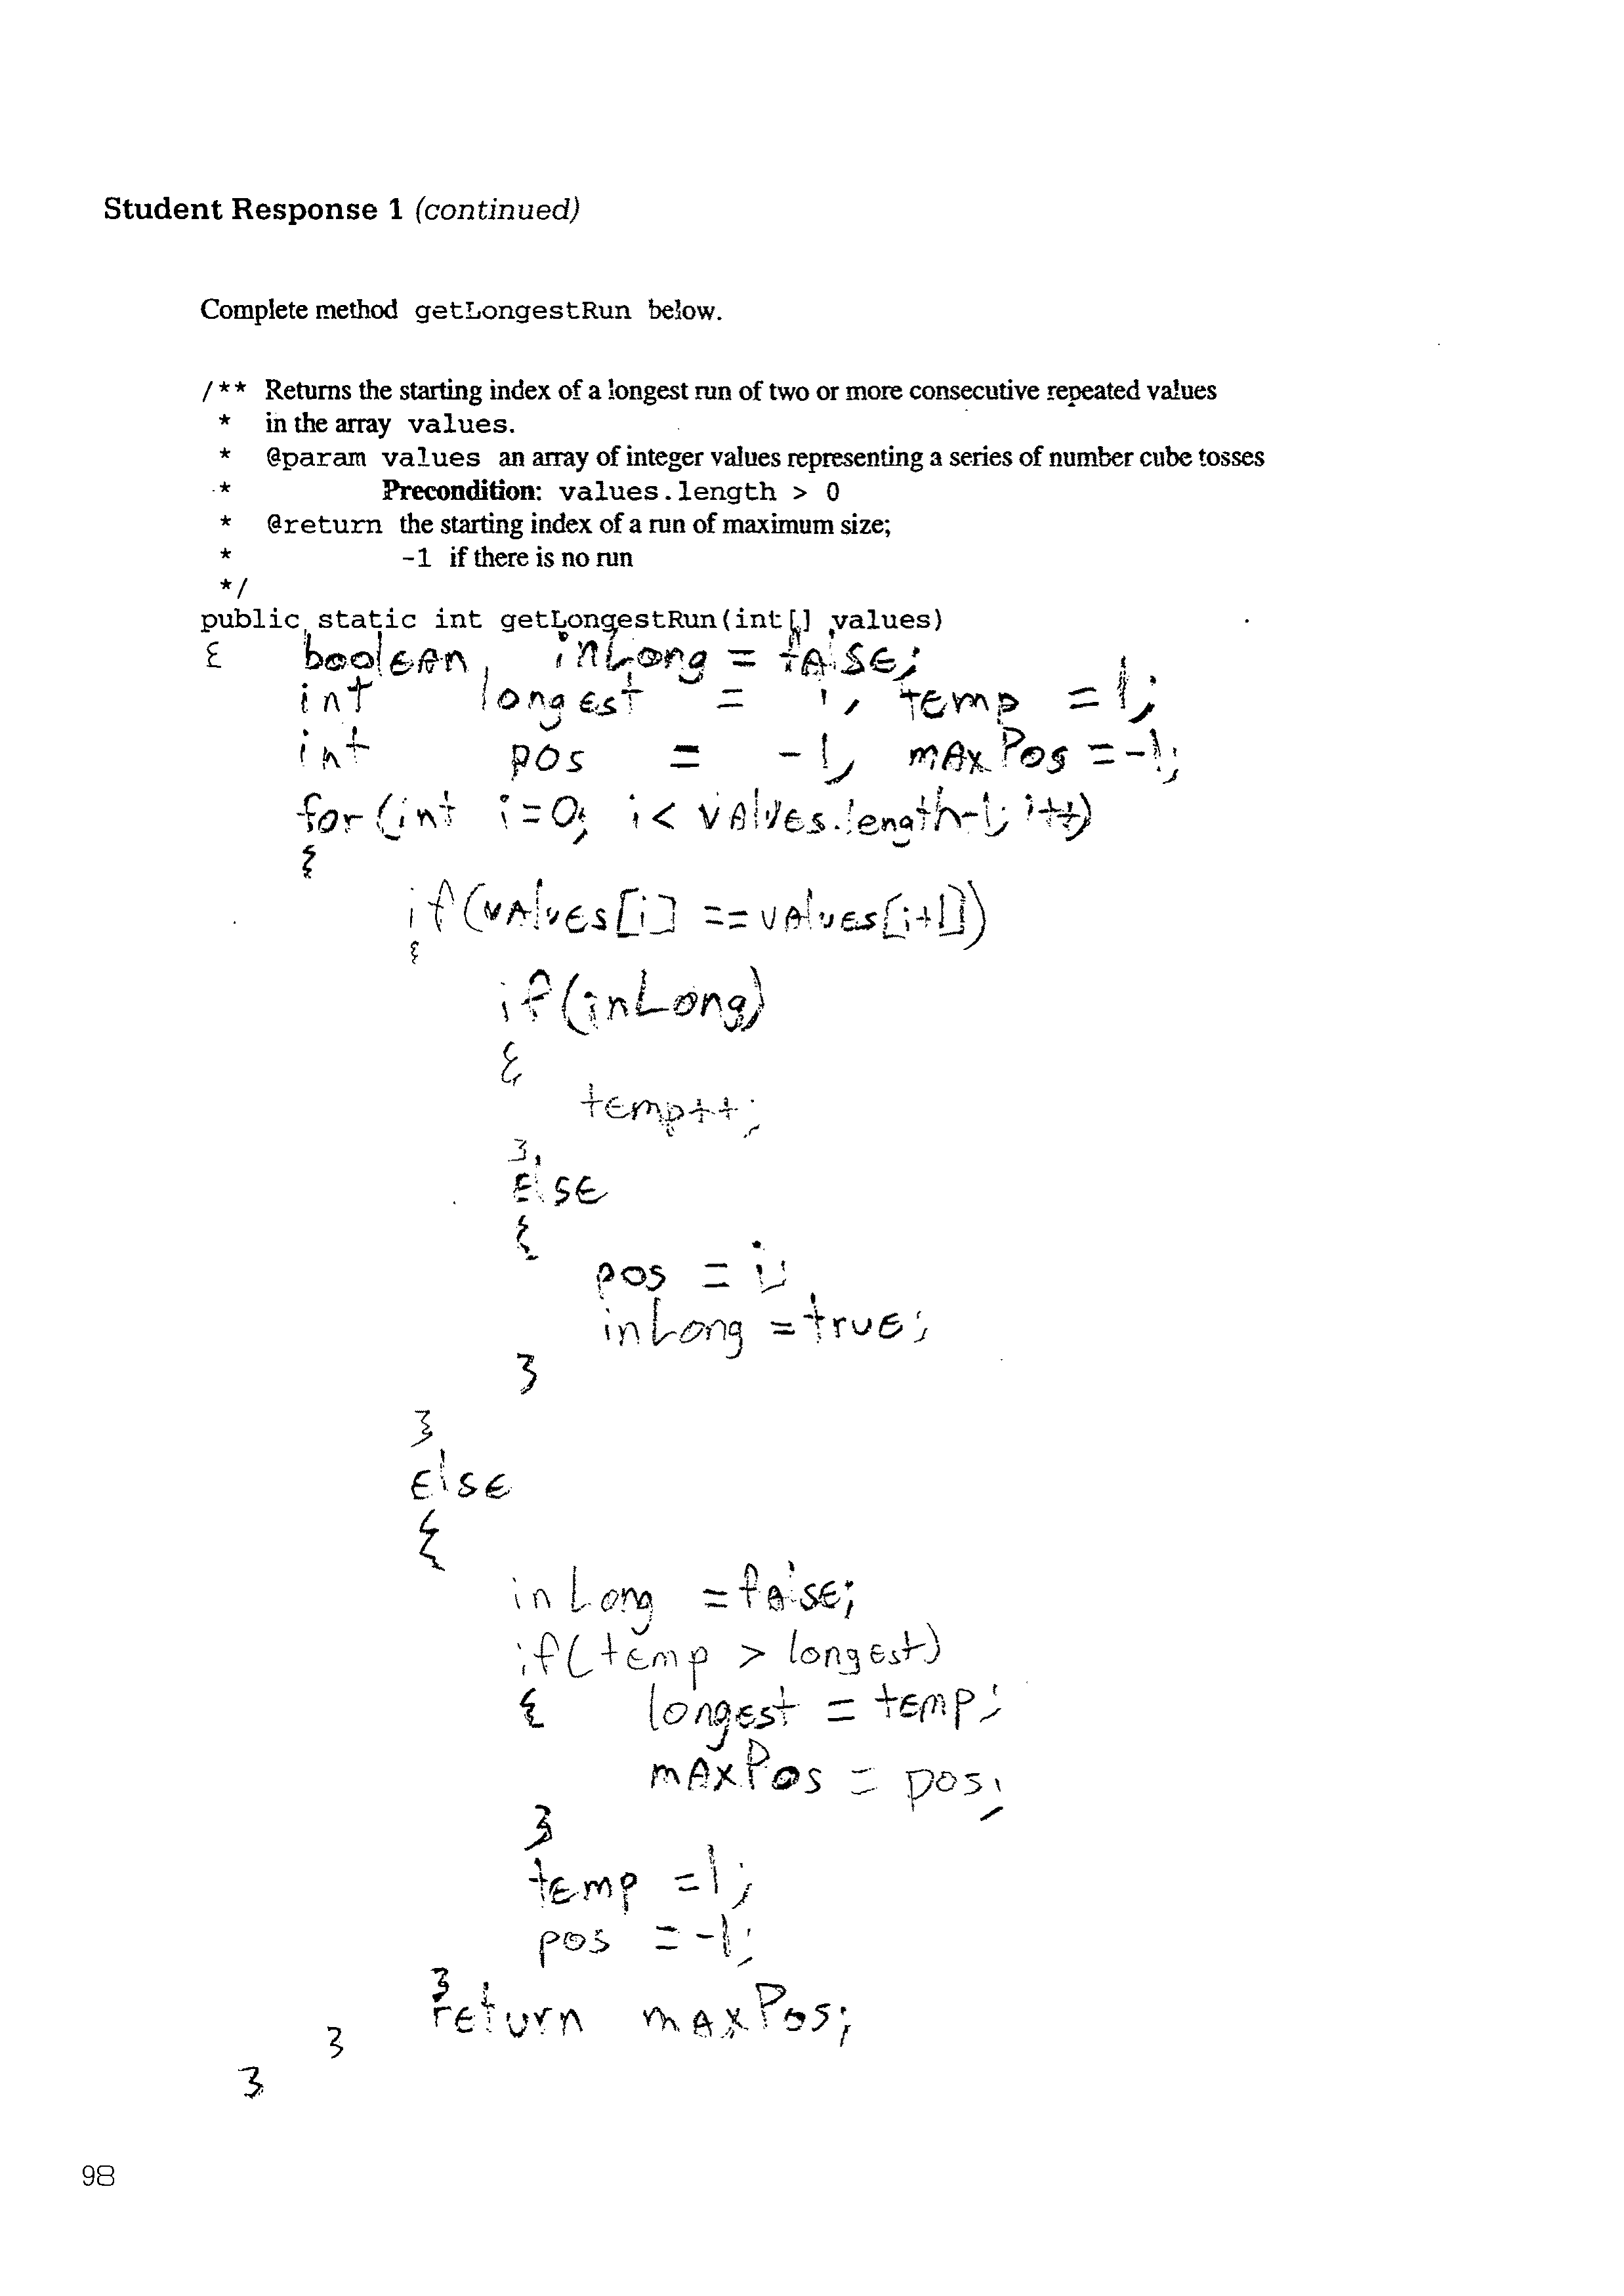 Student Response 1 (continued)
Complete method getLongestRun below.
/** Returns the starting index of a longest run of two or more consecutive repeated values
* in the array values.
* @param values an array of integer values representing a series of number cube tosses
* Precondition: values.length > 0
* @return the starting index of a run of maximum size;
* -1 if there is no run
*/
public static int getLongestRun(int[] values)
{ boolean inLong = false;
int longest = 1, temp = 1;
int pos = -1, maxPos = -1;
for (int i=0; i < values.length-1; i++)
{
if (values[i] == values[i+1])
{
if (inLong)
{
temp++;
}
else
{
pos = i;
inLong = true;
}
}
else
{
inLong = false;
if (temp > longest)
{ longest = temp;
maxPos = pos;
}
temp = 1;
pos = -1;
}
return maxPos;
}
}
98